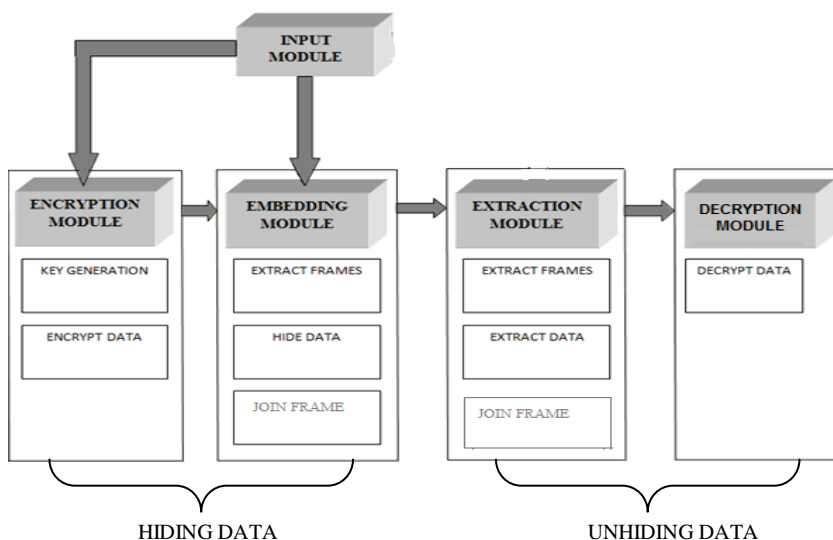 INPUT
MODULE
ENCRYPTION
MODULE
KEY GENERATION
ENCRYPT DATA
EMBEDDING
MODULE
EXTRACT FRAMES
HIDE DATA
JOIN FRAME
EXTRACTION
MODULE
EXTRACT FRAMES
EXTRACT DATA
JOIN FRAME
DECRYPTION
MODULE
DECRYPT DATA
HIDING DATA
UNHIDING DATA